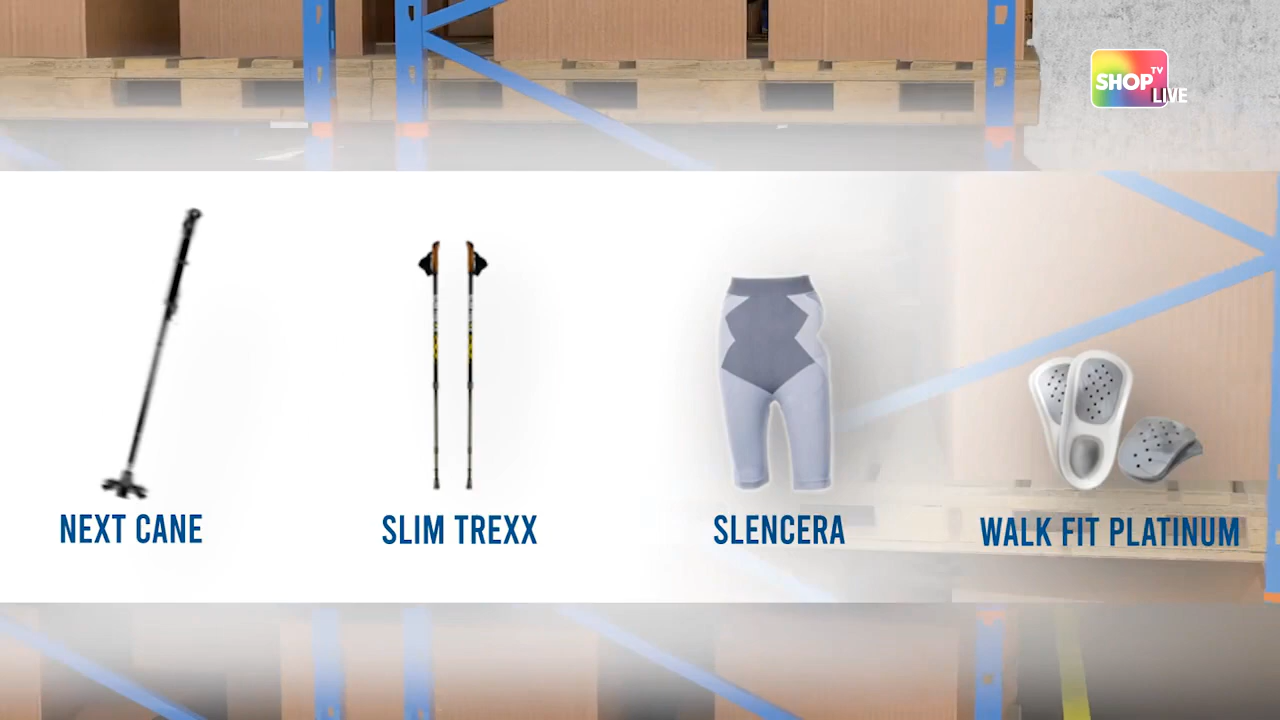 SHOP TV
LIVE
NEXT CANE
SLIM TREXX
SLENCERA
WALK FIT PLATINUM